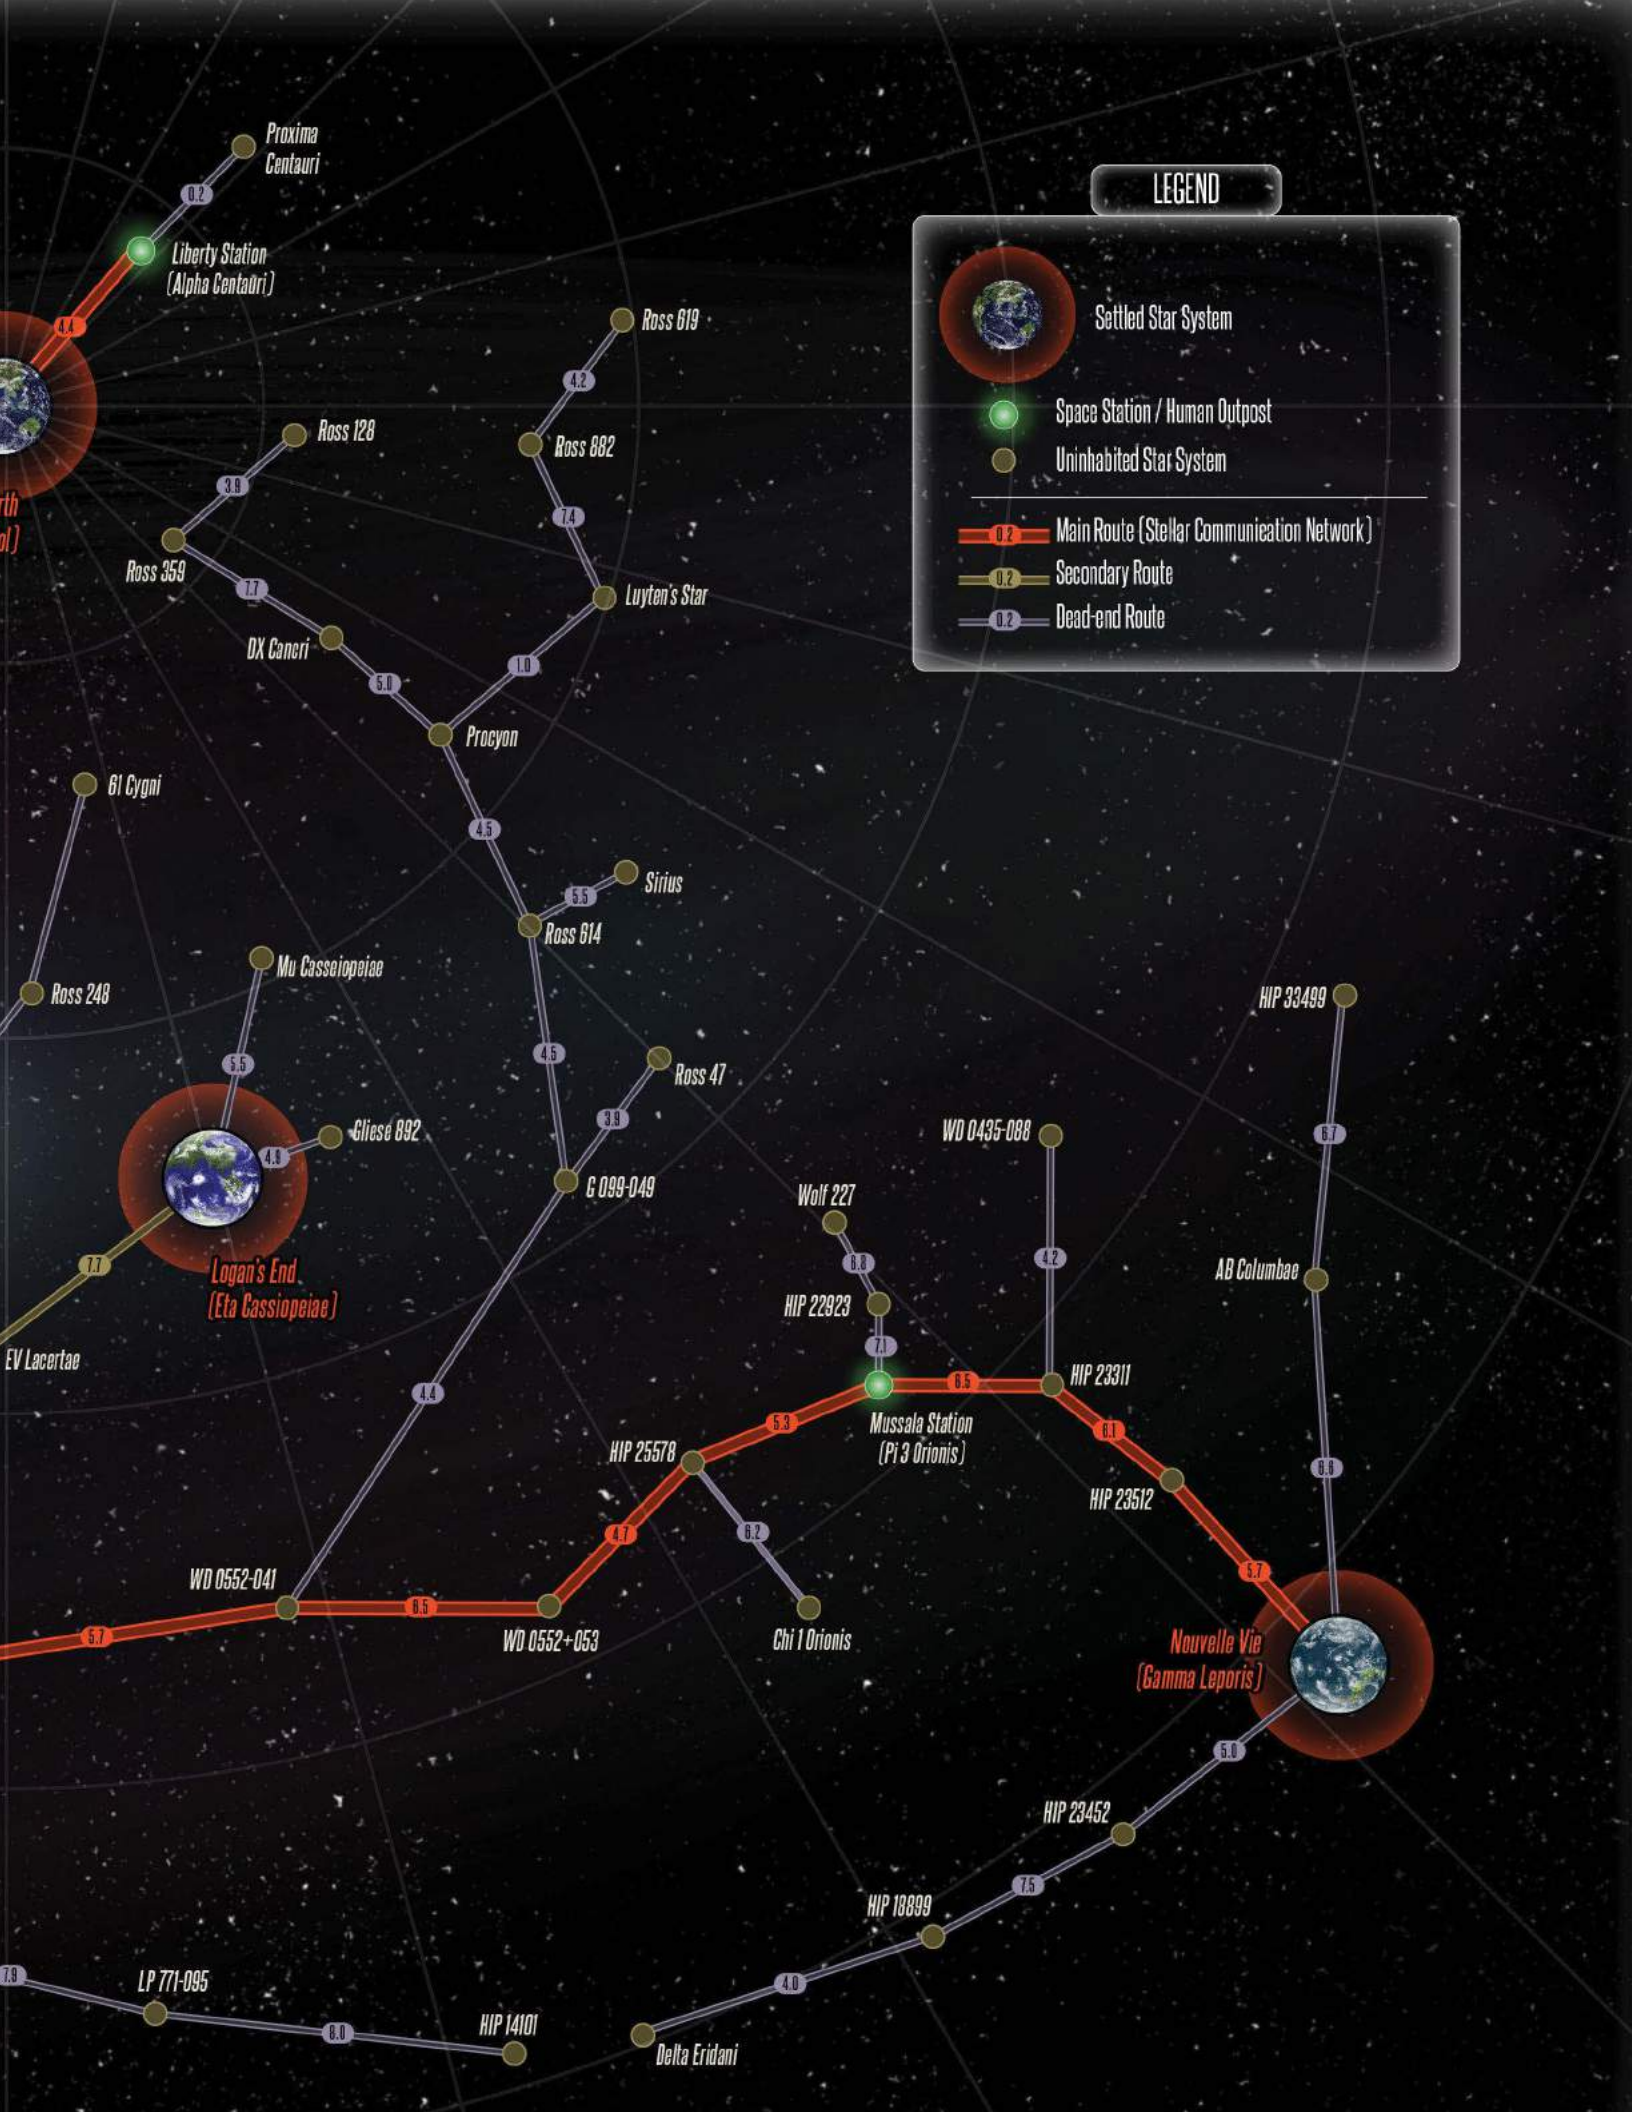 Proxima
Centauri
0.2
Liberty Station
(Alpha Centauri)
4.4
rth
ol)
LEGEND
Settled Star System
Space Station / Human Outpost
Uninhabited Star System
0.2
Main Route (Stellar Communication Network)
0.2
Secondary Route
0.2
Dead-end Route
Ross 619
4.2
Ross 882
7.4
Luyten's Star
1.0
Ross 128
3.9
Ross 359
7.7
DX Cancri
5.0
Procyon
4.5
Sirius
5.5
Ross 614
61 Cygni
Ross 248
Mu Casseiopeiae
5.5
Gliese 892
4.9
Logan's End
(Eta Cassiopeiae)
7.7
EV Lacertae
4.5
Ross 47
3.9
G 099-049
4.4
HIP 33499
6.7
AB Columbae
6.6
WD 0435-088
4.2
Wolf 227
6.8
HIP 22923
7.1
Mussala Station
(Pi 3 Orionis)
6.5
HIP 23311
6.1
HIP 23512
5.7
Nouvelle Vie
(Gamma Leporis)
5.3
HIP 25578
4.7
6.2
Chi 1 Orionis
WD 0552-041
6.5
WD 0552+053
5.7
5.0
HIP 23452
7.5
HIP 18899
4.0
Delta Eridani
7.9
LP 771-095
8.0
HIP 14101